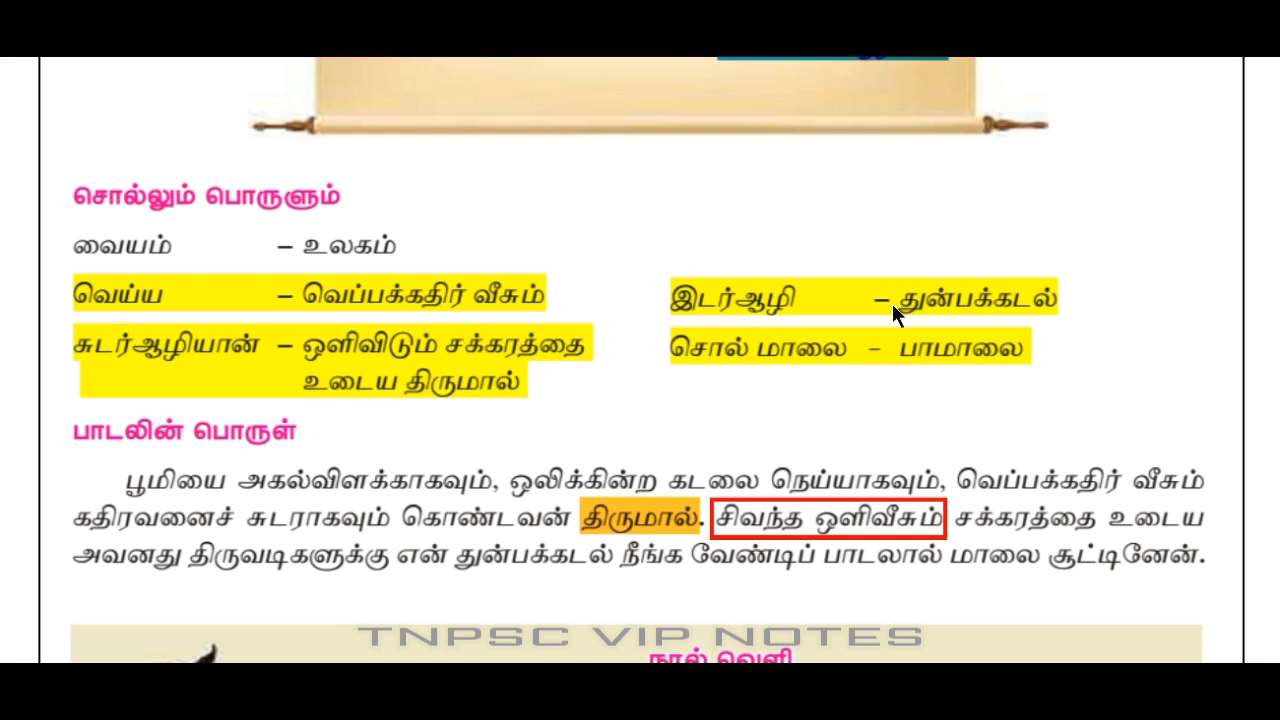 சொல்லும் பொருளும்
வையம் – உலகம்
வெய்ய – வெப்பக்கதிர் வீசும்
சுடர்ஆழியான் – ஒளிவிடும் சக்கரத்தை
உடைய திருமால்
இடர்ஆழி – துன்பக்கடல்
சொல் மாலை – பாமாலை
பாடலின் பொருள்
பூமியை அகல்விளக்காகவும், ஒலிக்கின்ற கடலை நெய்யாகவும், வெப்பக்கதிர் வீசும்
கதிரவனைச் சுடராகவும் கொண்டவன் திருமால். சிவந்த ஒளிவீசும் சக்கரத்தை உடைய
அவனது திருவடிகளுக்கு என் துன்பக்கடல் நீங்க வேண்டிப் பாடலால் மாலை சூட்டினேன்.
TNPSC VIP NOTES
நூல் வெளி